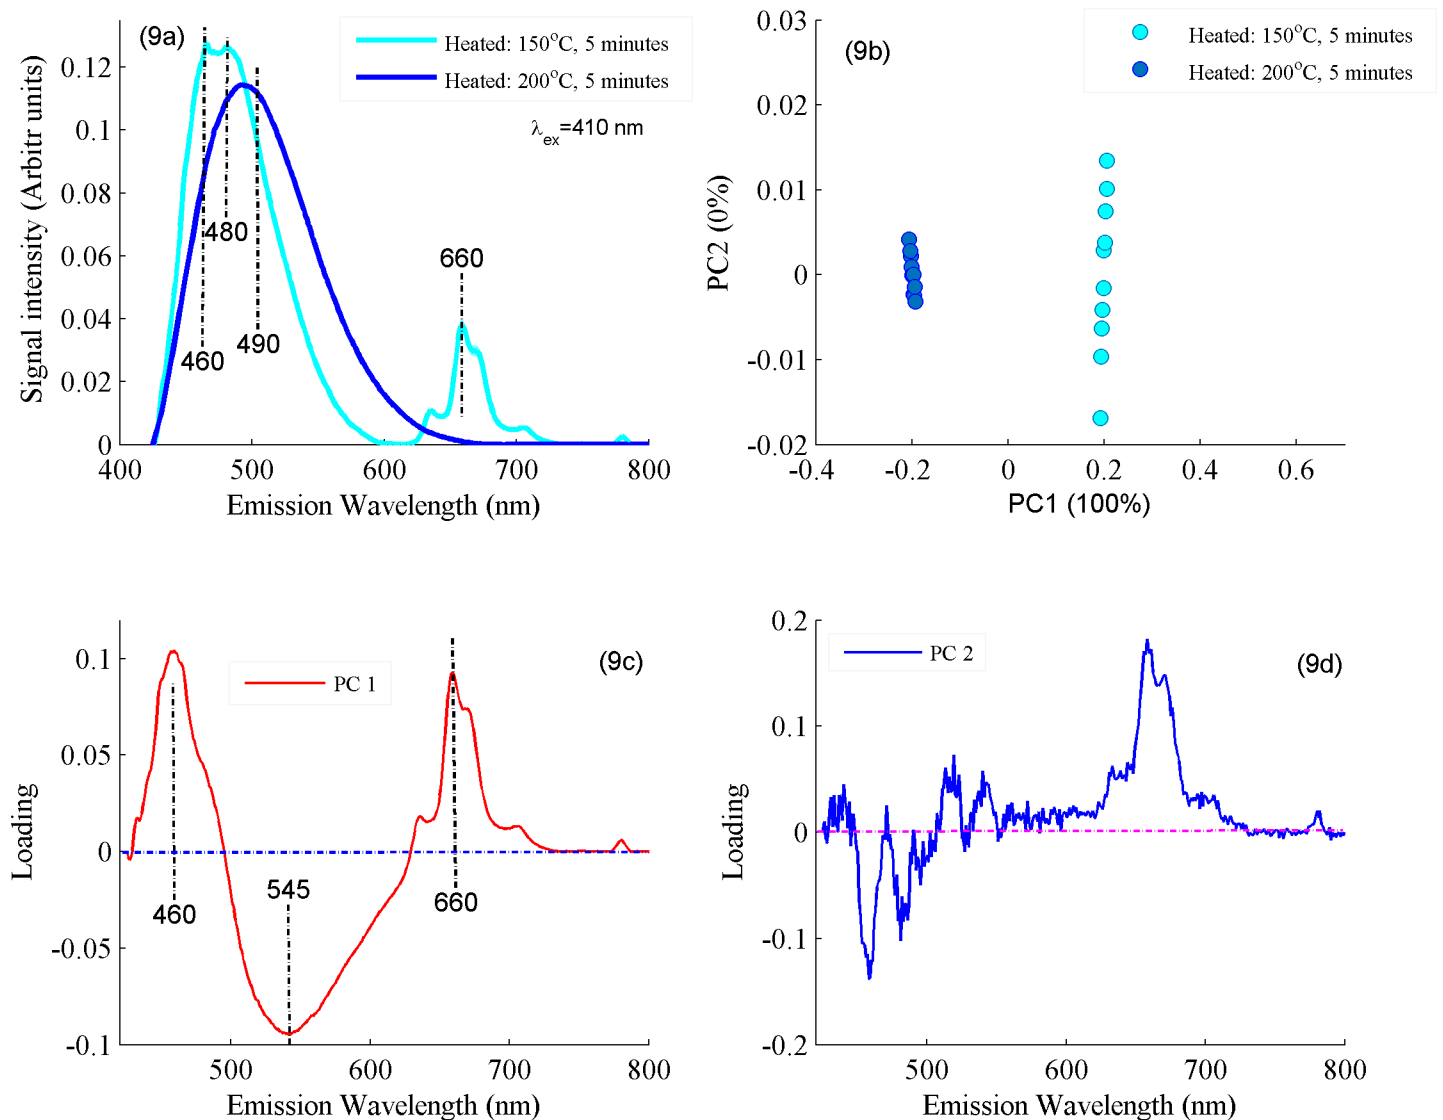 (9a)
Heated: 150°C, 5 minutes
Heated: 200°C, 5 minutes
λex=410 nm
Signal intensity (Arbitr units)
0.12
0.1
0.08
0.06
0.04
0.02
0
460
480
490
660
400
500
600
700
800
Emission Wavelength (nm)
(9b)
Heated: 150°C, 5 minutes
Heated: 200°C, 5 minutes
PC2 (0%)
0.03
0.02
0.01
0
-0.01
-0.02
-0.4
-0.2
0
0.2
0.4
0.6
PC1 (100%)
(9c)
PC 1
Loading
0.1
0.05
0
-0.05
-0.1
460
545
660
500
600
700
800
Emission Wavelength (nm)
(9d)
PC 2
Loading
0.2
0.1
0
-0.1
-0.2
500
600
700
800
Emission Wavelength (nm)